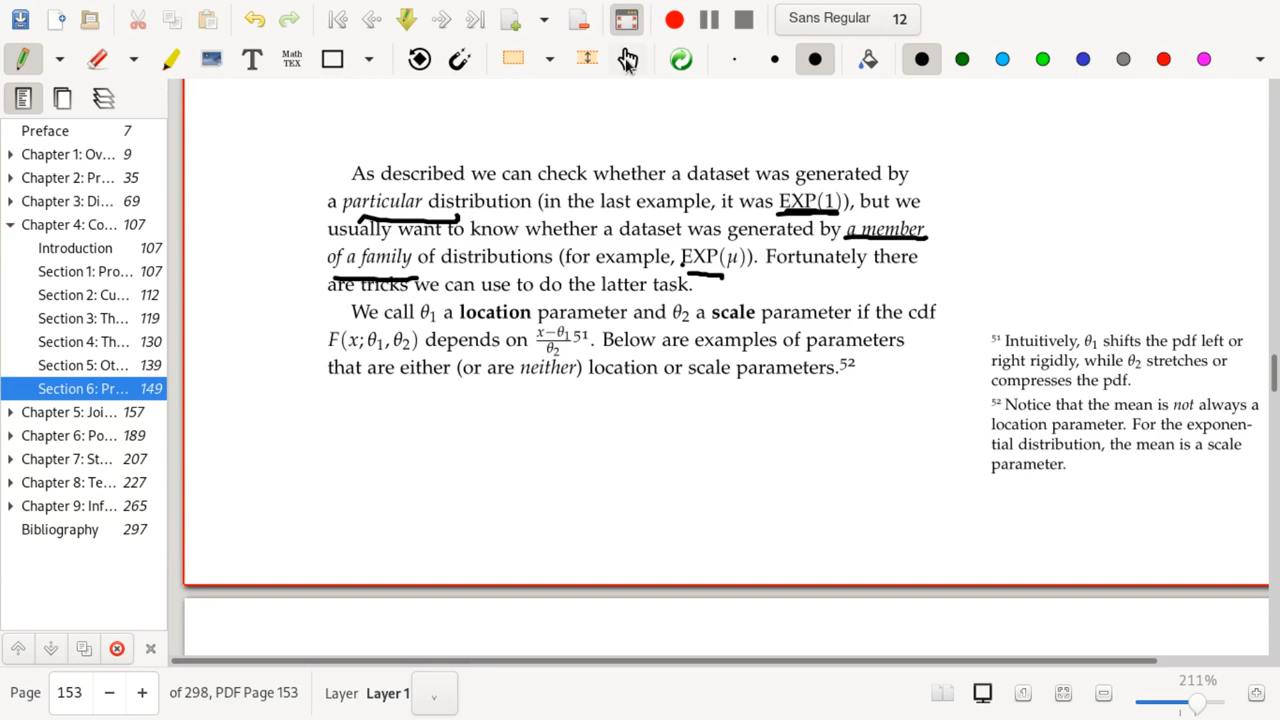 Sans Regular 12
T
Math
TEX
Preface 7
Chapter 1: Ov... 9
Chapter 2: Pr... 35
Chapter 3: Di... 69
Chapter 4: Co... 107
Introduction 107
Section 1: Pro... 107
Section 2: Cu... 112
Section 3: Th... 119
Section 4: Th... 130
Section 5: Ot... 139
Section 6: Pr... 149
Chapter 5: Joi... 157
Chapter 6: Po... 189
Chapter 7: St... 207
Chapter 8: Te... 227
Chapter 9: Inf... 265
Bibliography 297
As described we can check whether a dataset was generated by
a particular distribution (in the last example, it was EXP(1)), but we
usually want to know whether a dataset was generated by a member
of a family of distributions (for example, EXP(μ)). Fortunately there
are tricks we can use to do the latter task.
We call θ₁ a location parameter and θ₂ a scale parameter if the cdf
F(x; θ₁, θ₂) depends on (x−θ₁)/θ₂ ⁵¹. Below are examples of parameters
that are either (or are neither) location or scale parameters.⁵²
⁵¹ Intuitively, θ₁ shifts the pdf left or
right rigidly, while θ₂ stretches or
compresses the pdf.
⁵² Notice that the mean is not always a
location parameter. For the exponen-
tial distribution, the mean is a scale
parameter.
Page 153 − + of 298, PDF Page 153 Layer Layer 1
211%